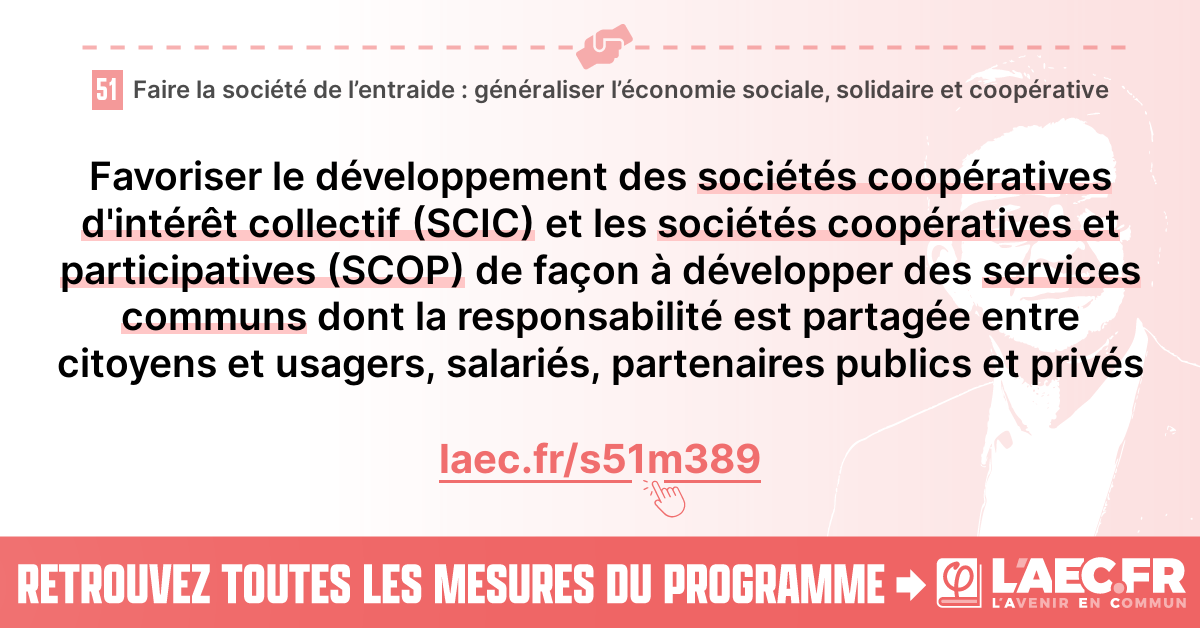 51 Faire la société de l’entraide : généraliser l’économie sociale, solidaire et coopérative
Favoriser le développement des sociétés coopératives
d'intérêt collectif (SCIC) et les sociétés coopératives et
participatives (SCOP) de façon à développer des services
communs dont la responsabilité est partagée entre
citoyens et usagers, salariés, partenaires publics et privés
laec.fr/s51m389
RETROUVEZ TOUTES LES MESURES DU PROGRAMME
φ L'AEC.FR
L'AVENIR EN COMMUN